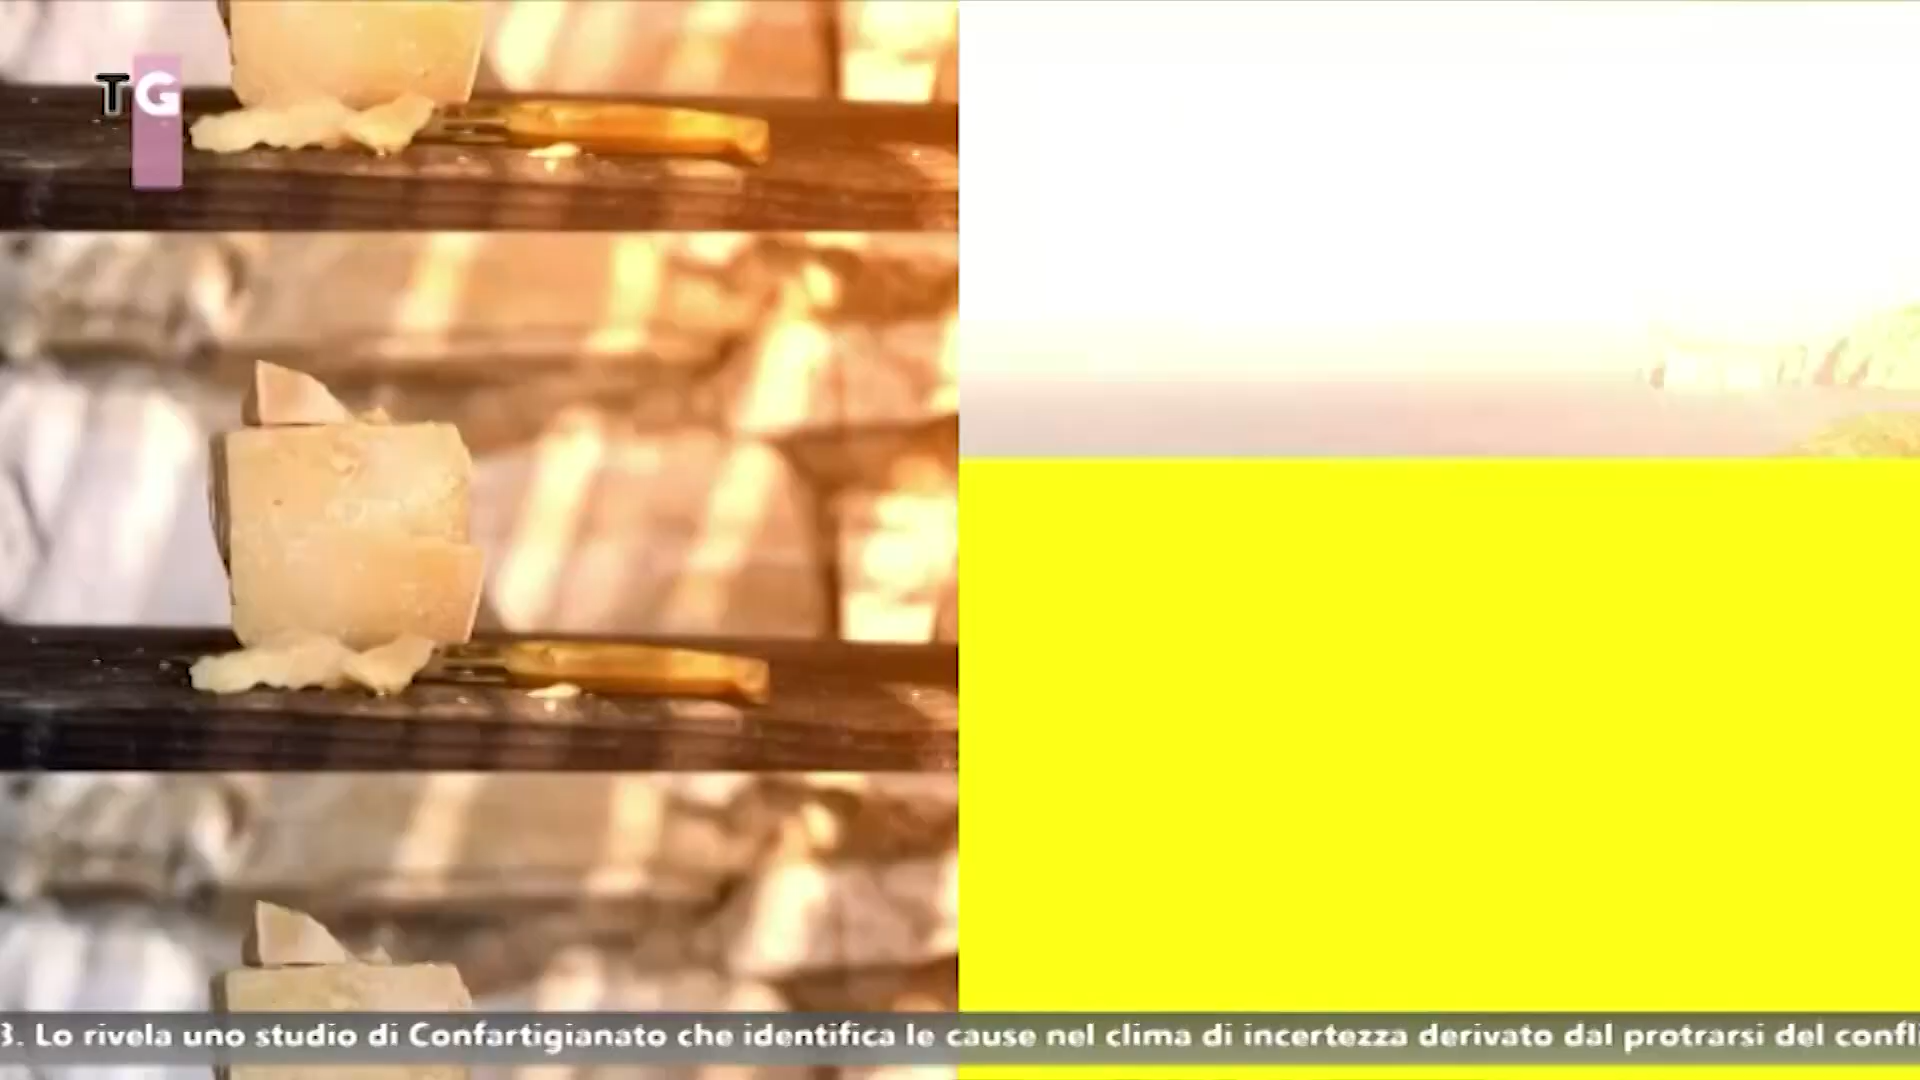 TG
3. Lo rivela uno studio di Confartigianato che identifica le cause nel clima di incertezza derivato dal protrarsi del confli